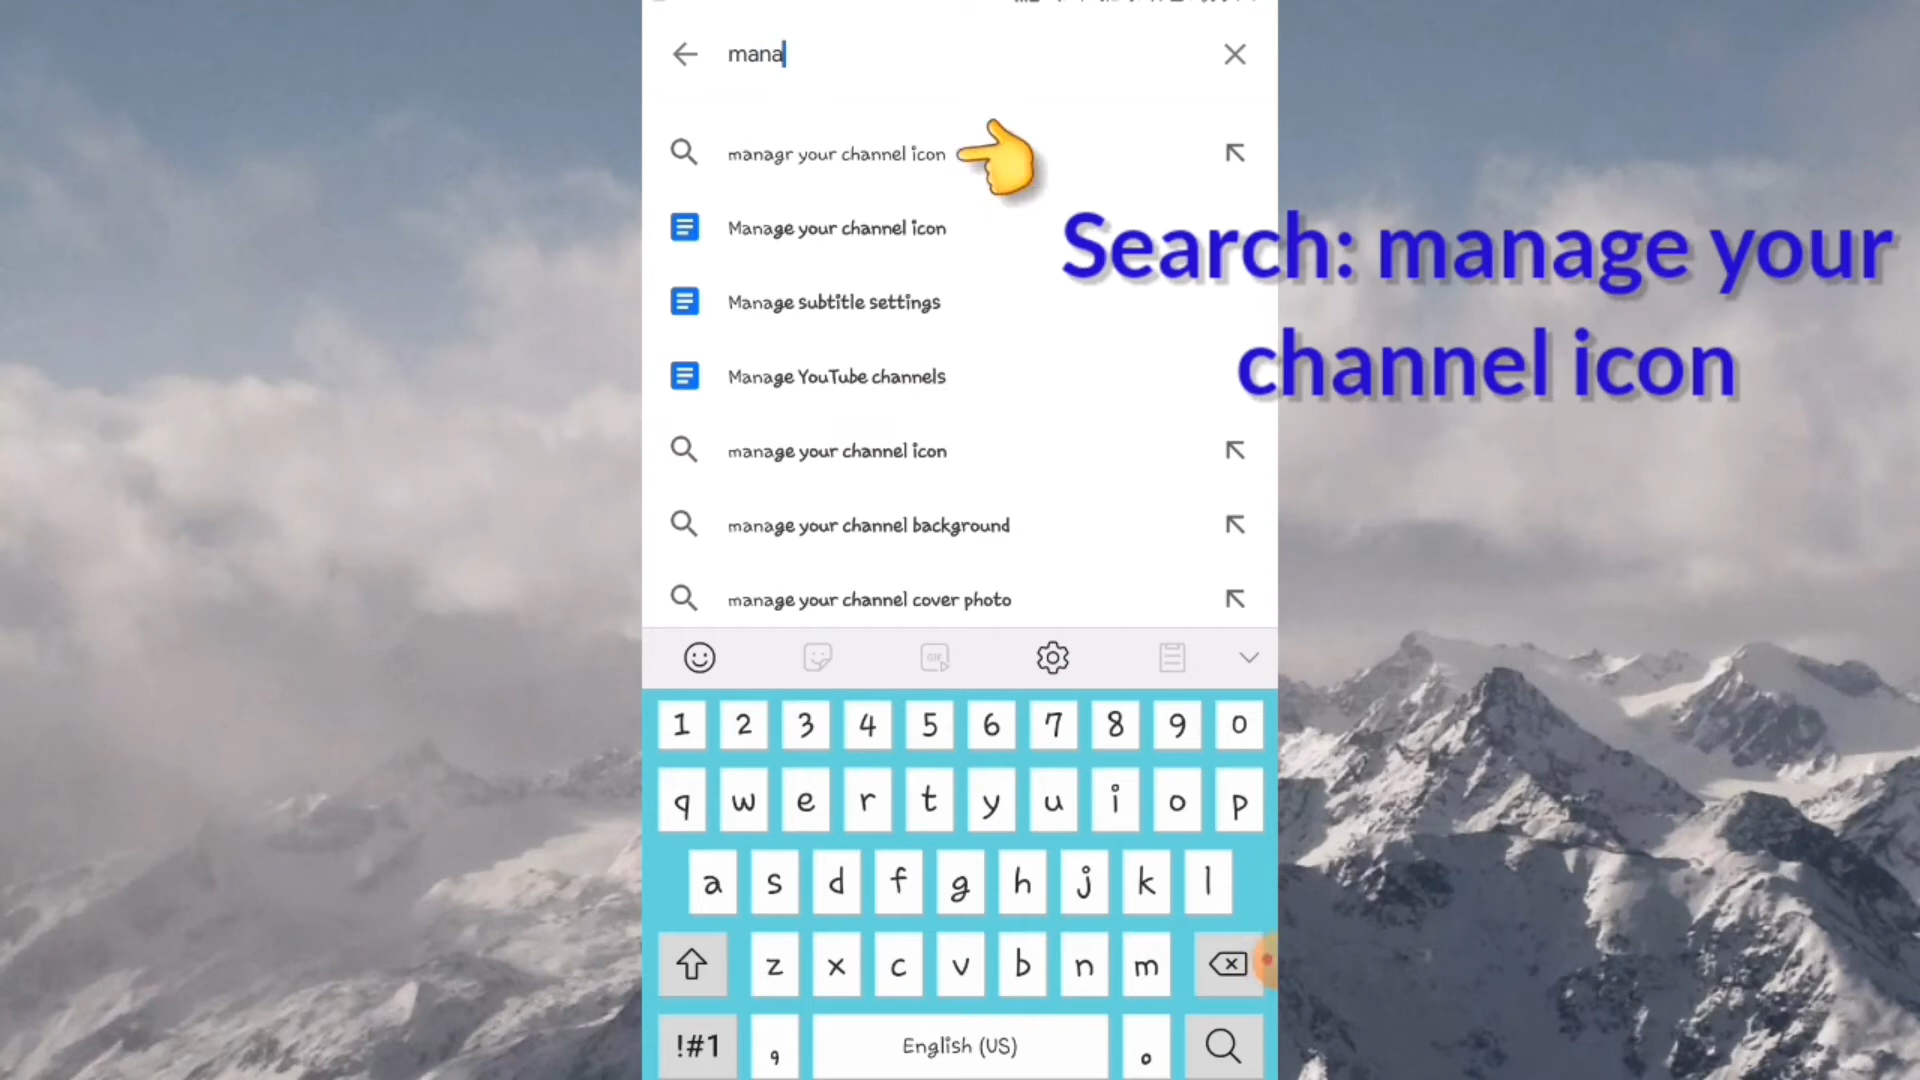 mana
managr your channel icon
Manage your channel icon
Manage subtitle settings
Manage YouTube channels
manage your channel icon
manage your channel background
manage your channel cover photo
Search: manage your
channel icon
GIF
1 2 3 4 5 6 7 8 9 0
q w e r t y u i o p
a s d f g h j k l
z x c v b n m
!#1 , English (US) .